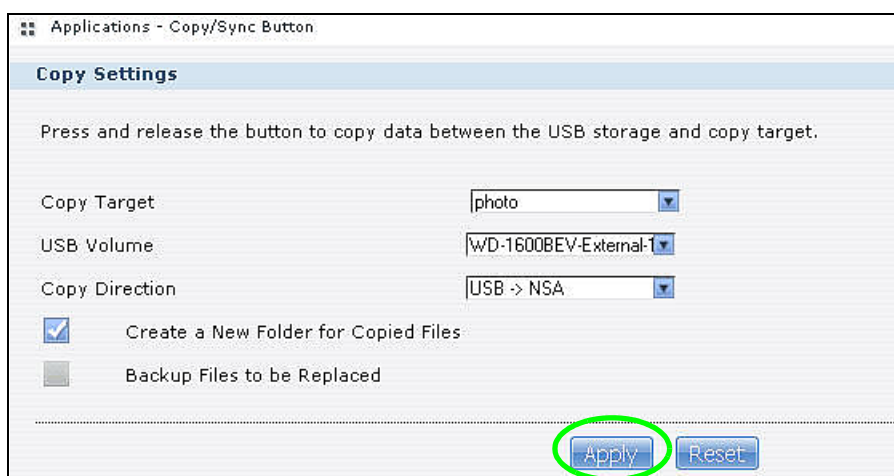 Applications - Copy/Sync Button
Copy Settings
Press and release the button to copy data between the USB storage and copy target.
Copy Target photo
USB Volume WD-1600BEV-External-1
Copy Direction USB -> NSA
Create a New Folder for Copied Files
Backup Files to be Replaced
Apply Reset